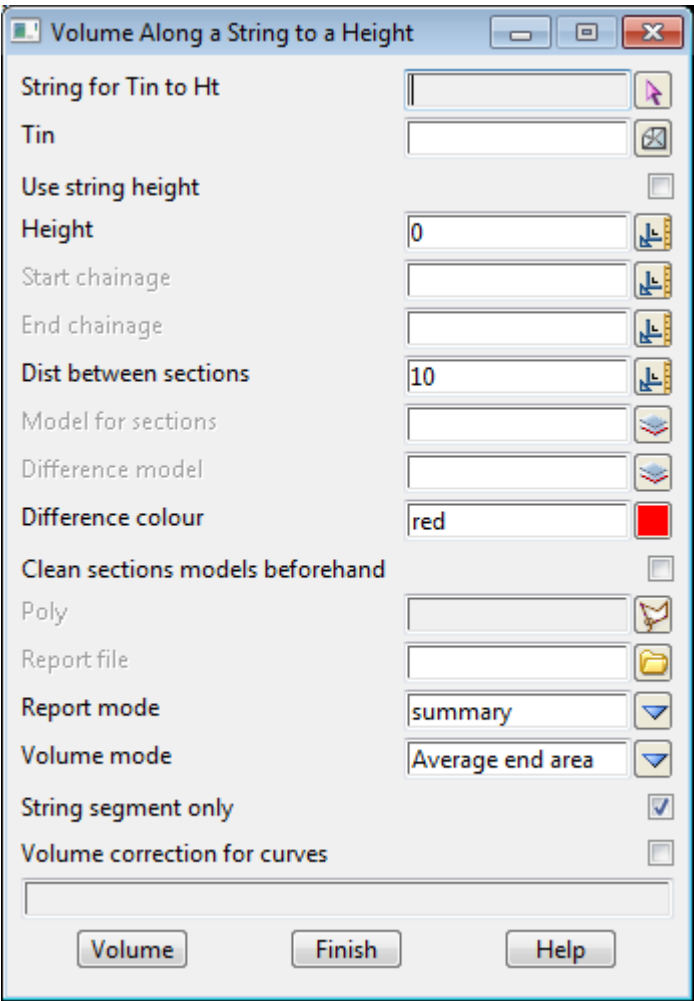 Volume Along a String to a Height
String for Tin to Ht
Tin
Use string height
Height 0
Start chainage
End chainage
Dist between sections 10
Model for sections
Difference model
Difference colour red
Clean sections models beforehand
Poly
Report file
Report mode summary
Volume mode Average end area
String segment only
Volume correction for curves
Volume Finish Help